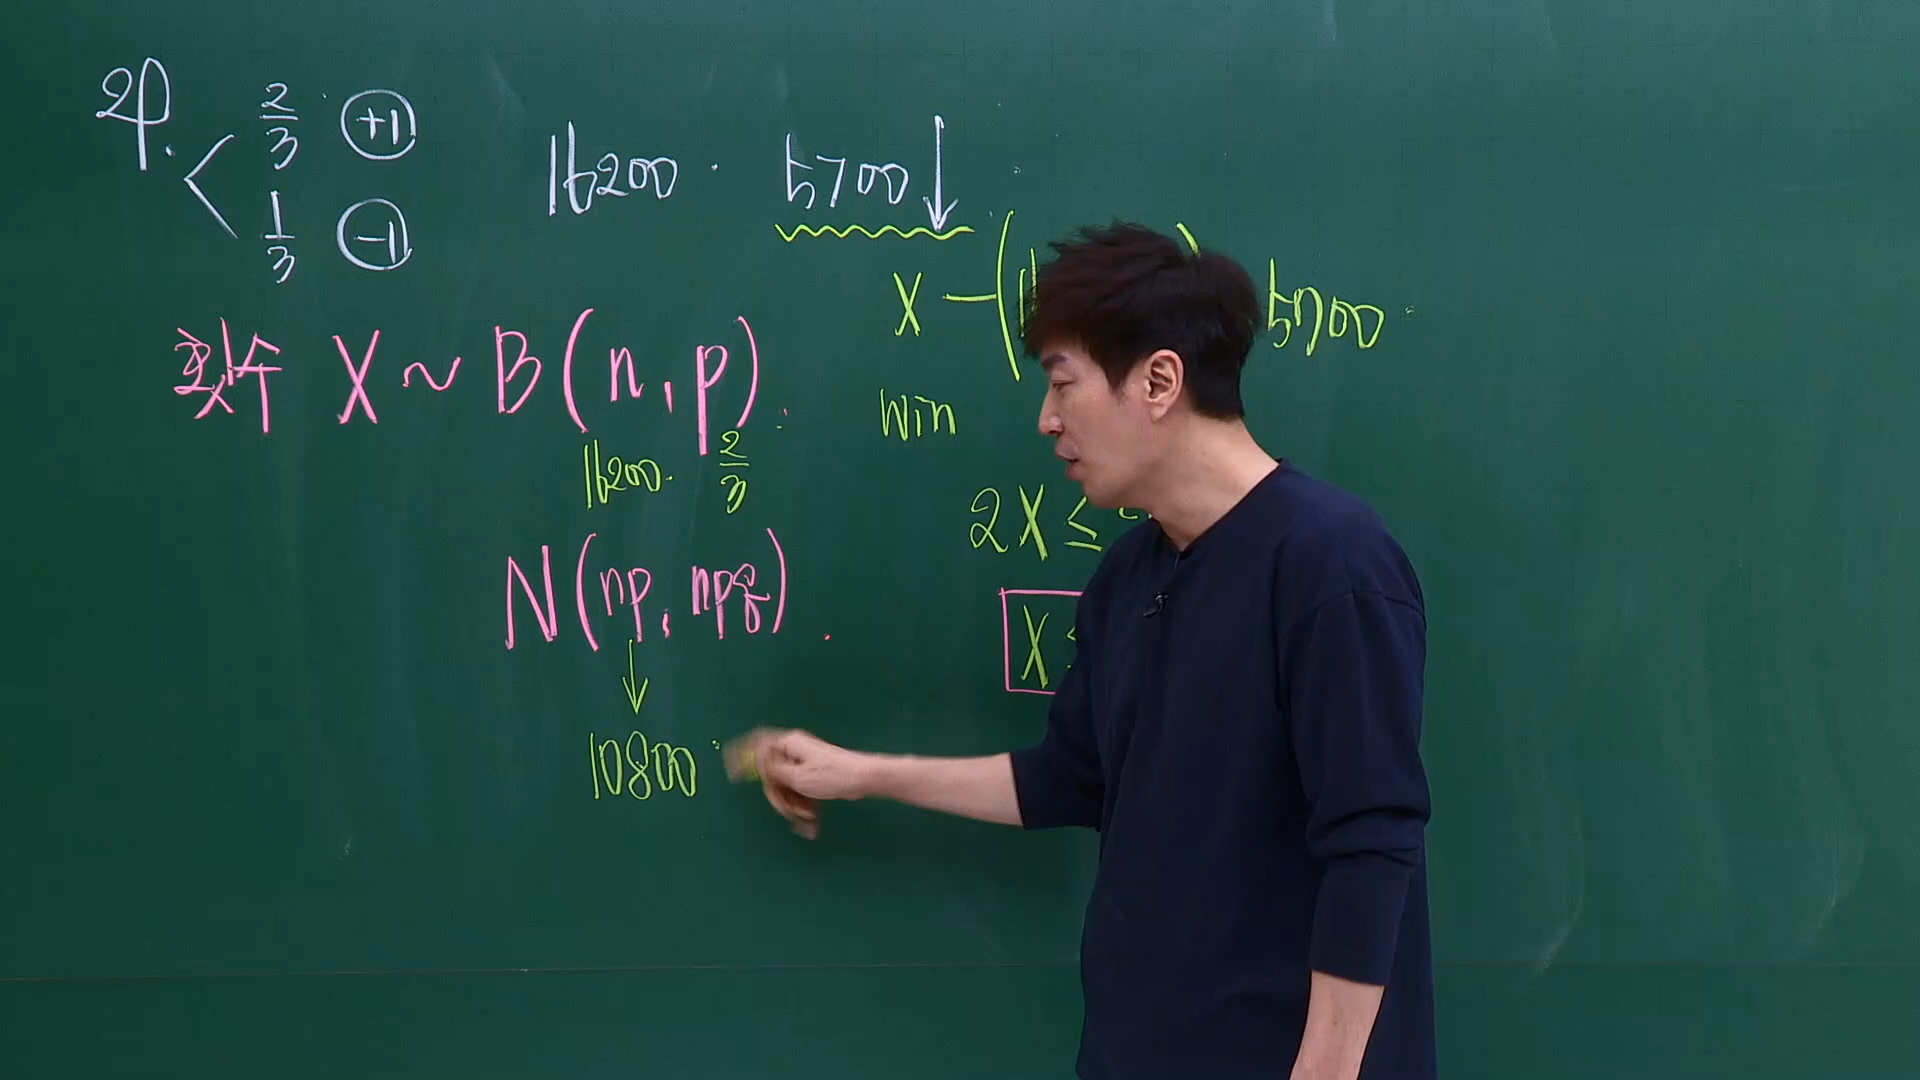 2/3 +1
1/3 -1
16200 5700
X - ( 5700
횟수 X ~ B(n, p)
16200 2/3
Win
2X ≤
N(np, npq)
X ≤
10800